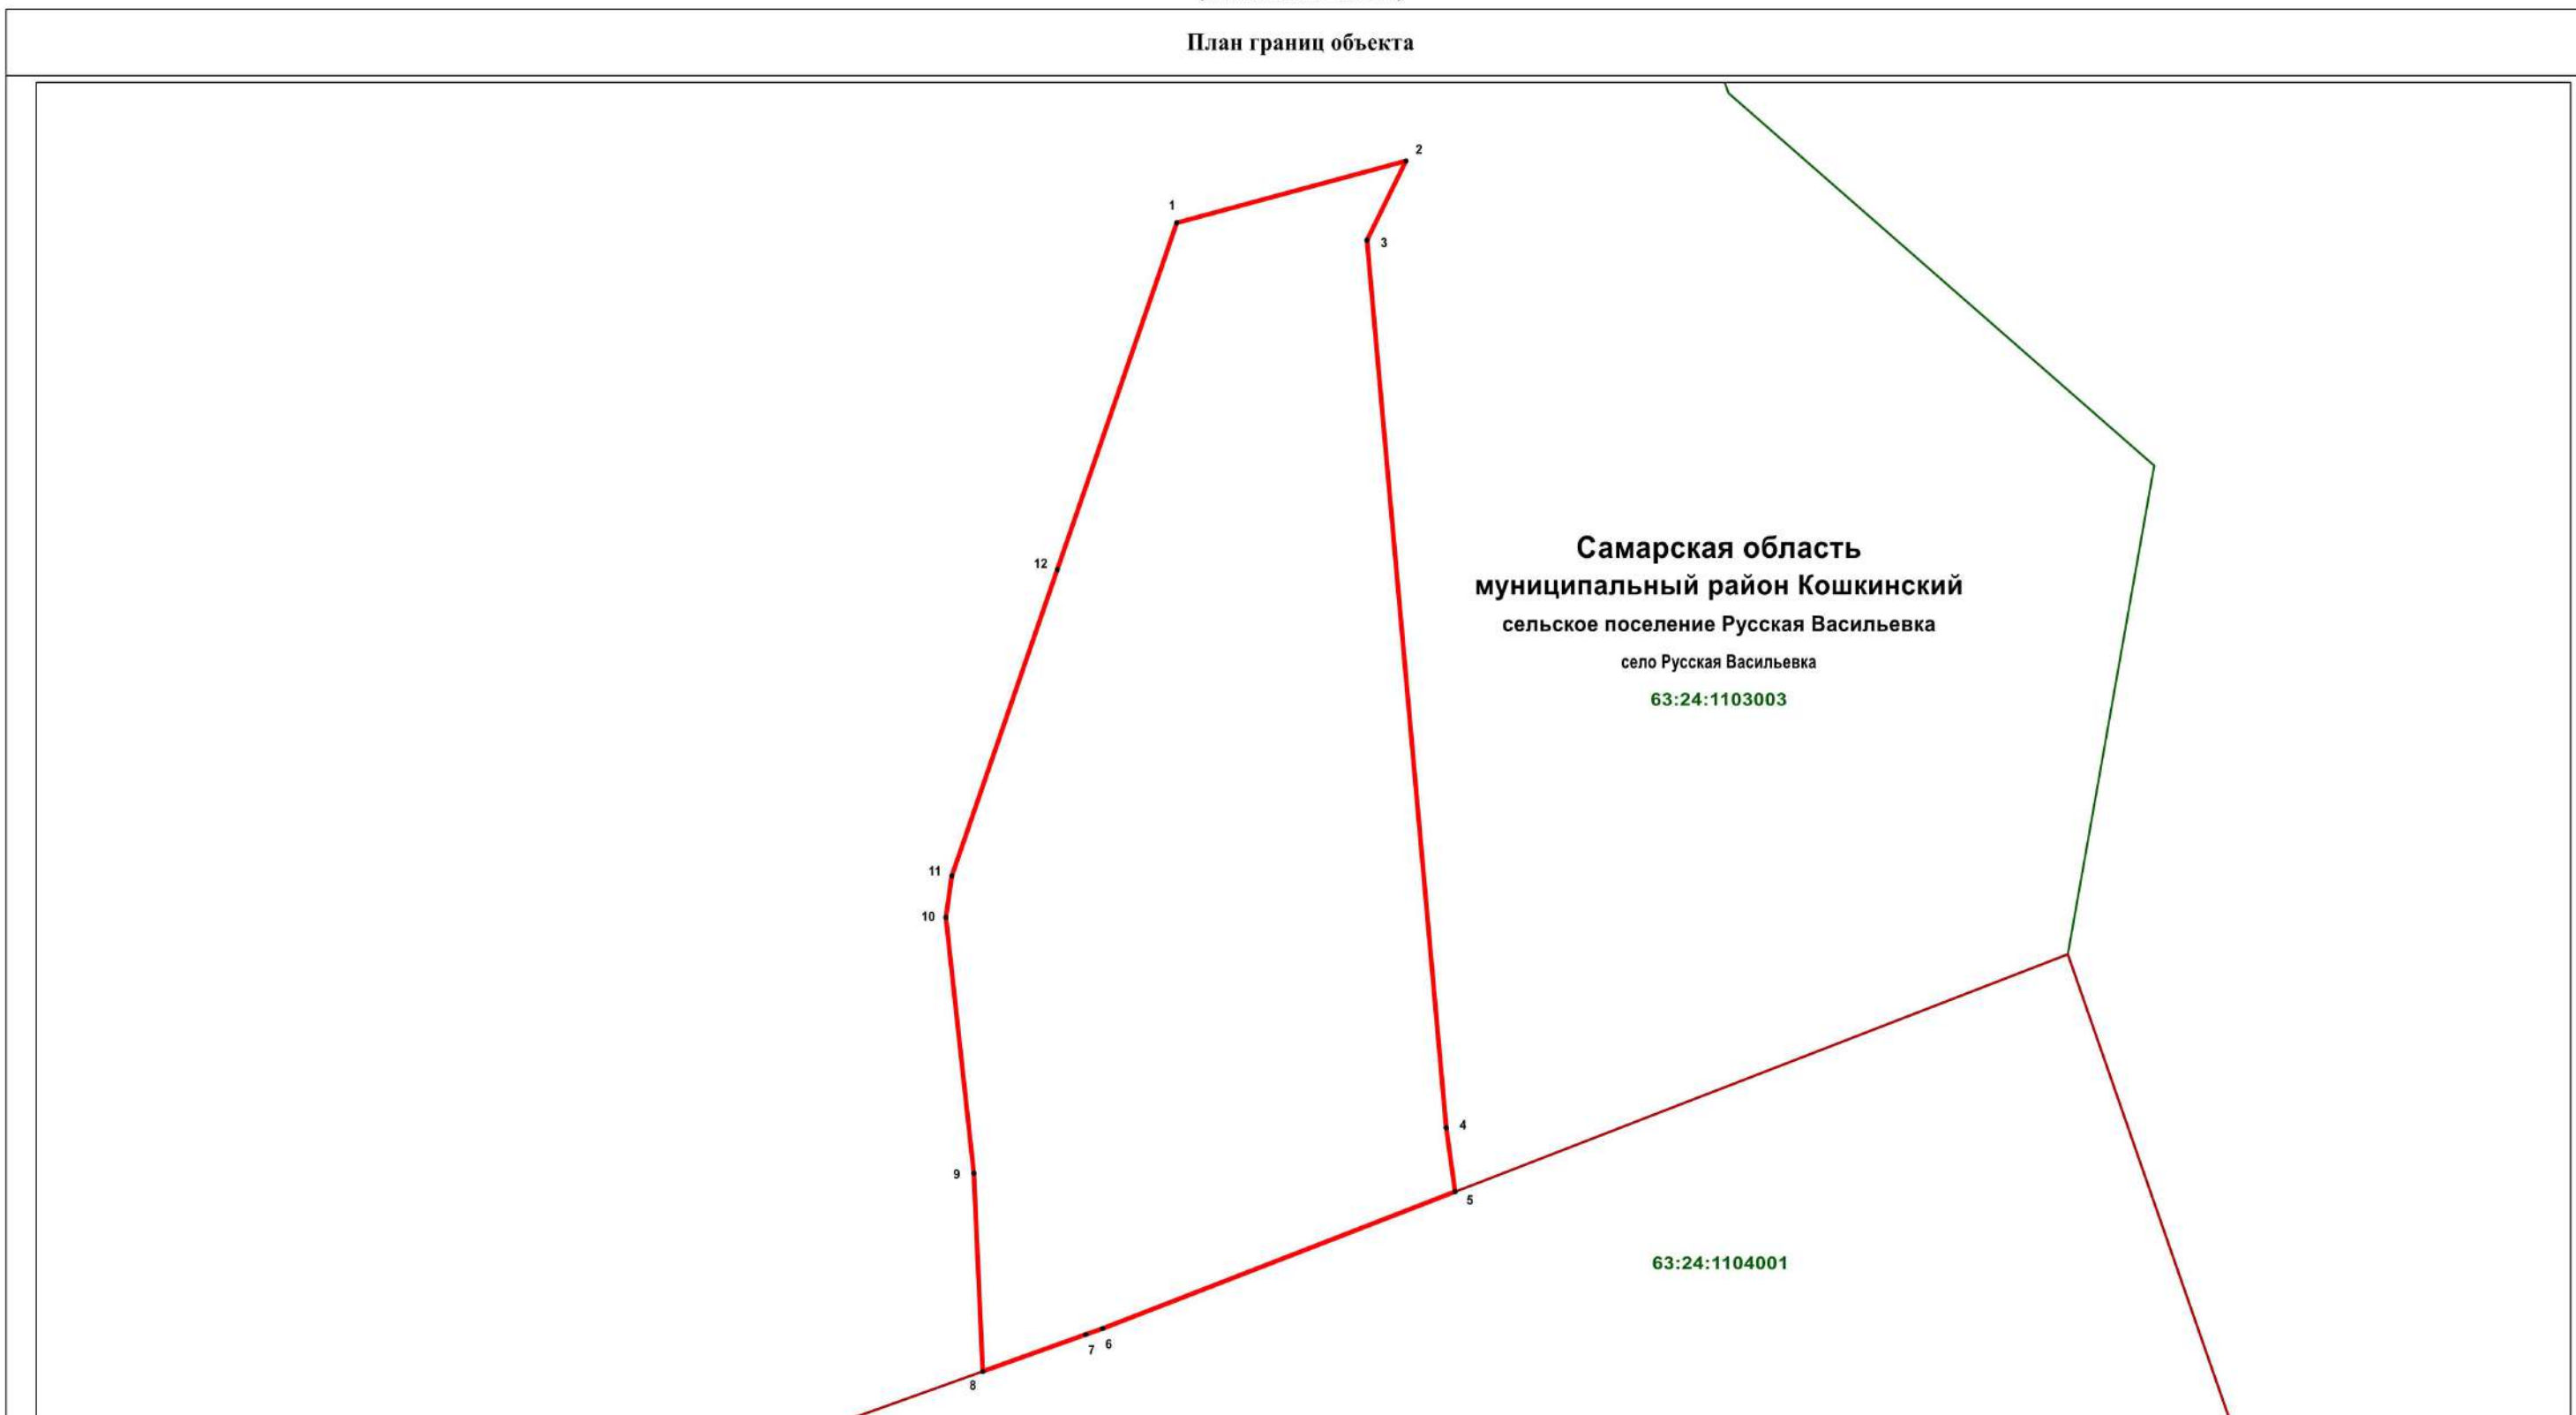 План границ объекта
2
1
3
Самарская область
муниципальный район Кошкинский
12
сельское поселение Русская Васильевка
село Русская Васильевка
63:24:1103003
11
10
4
9
5
63:24:1104001
6
7
8